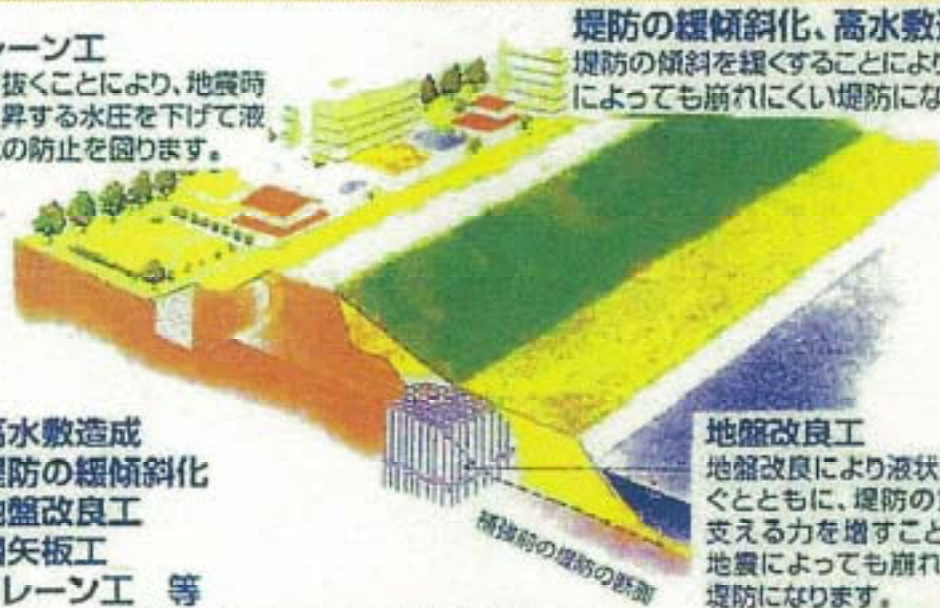 レーン工
抜くことにより、地震時
昇する水圧を下げて液
の防止を図ります。
堤防の緩傾斜化、高水敷
堤防の傾斜を緩くすることにより
によっても崩れにくい堤防にな
高水敷造成
堤防の緩傾斜化
地盤改良工
矢板工
レーン工 等
補強前の堤防の断面
地盤改良工
地盤改良により液状
ぐとともに、堤防の
支える力を増すこと
地震によっても崩れ
堤防になります。